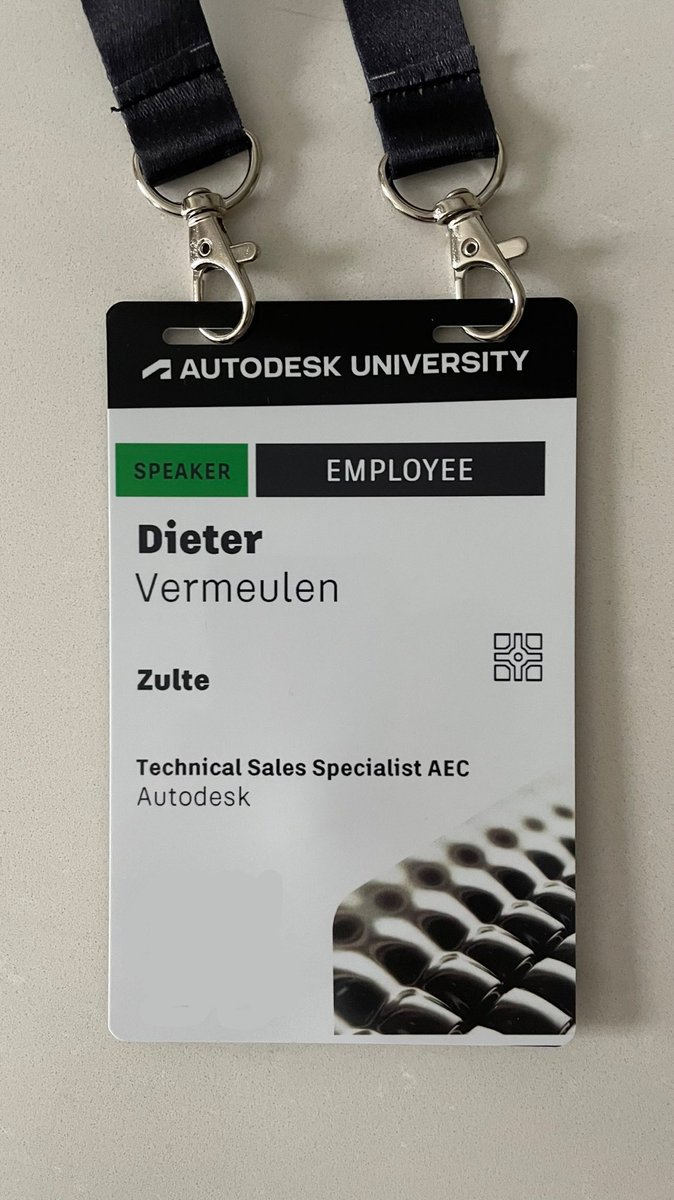 AUTODESK UNIVERSITY
SPEAKER EMPLOYEE
Dieter
Vermeulen
Zulte
Technical Sales Specialist AEC
Autodesk